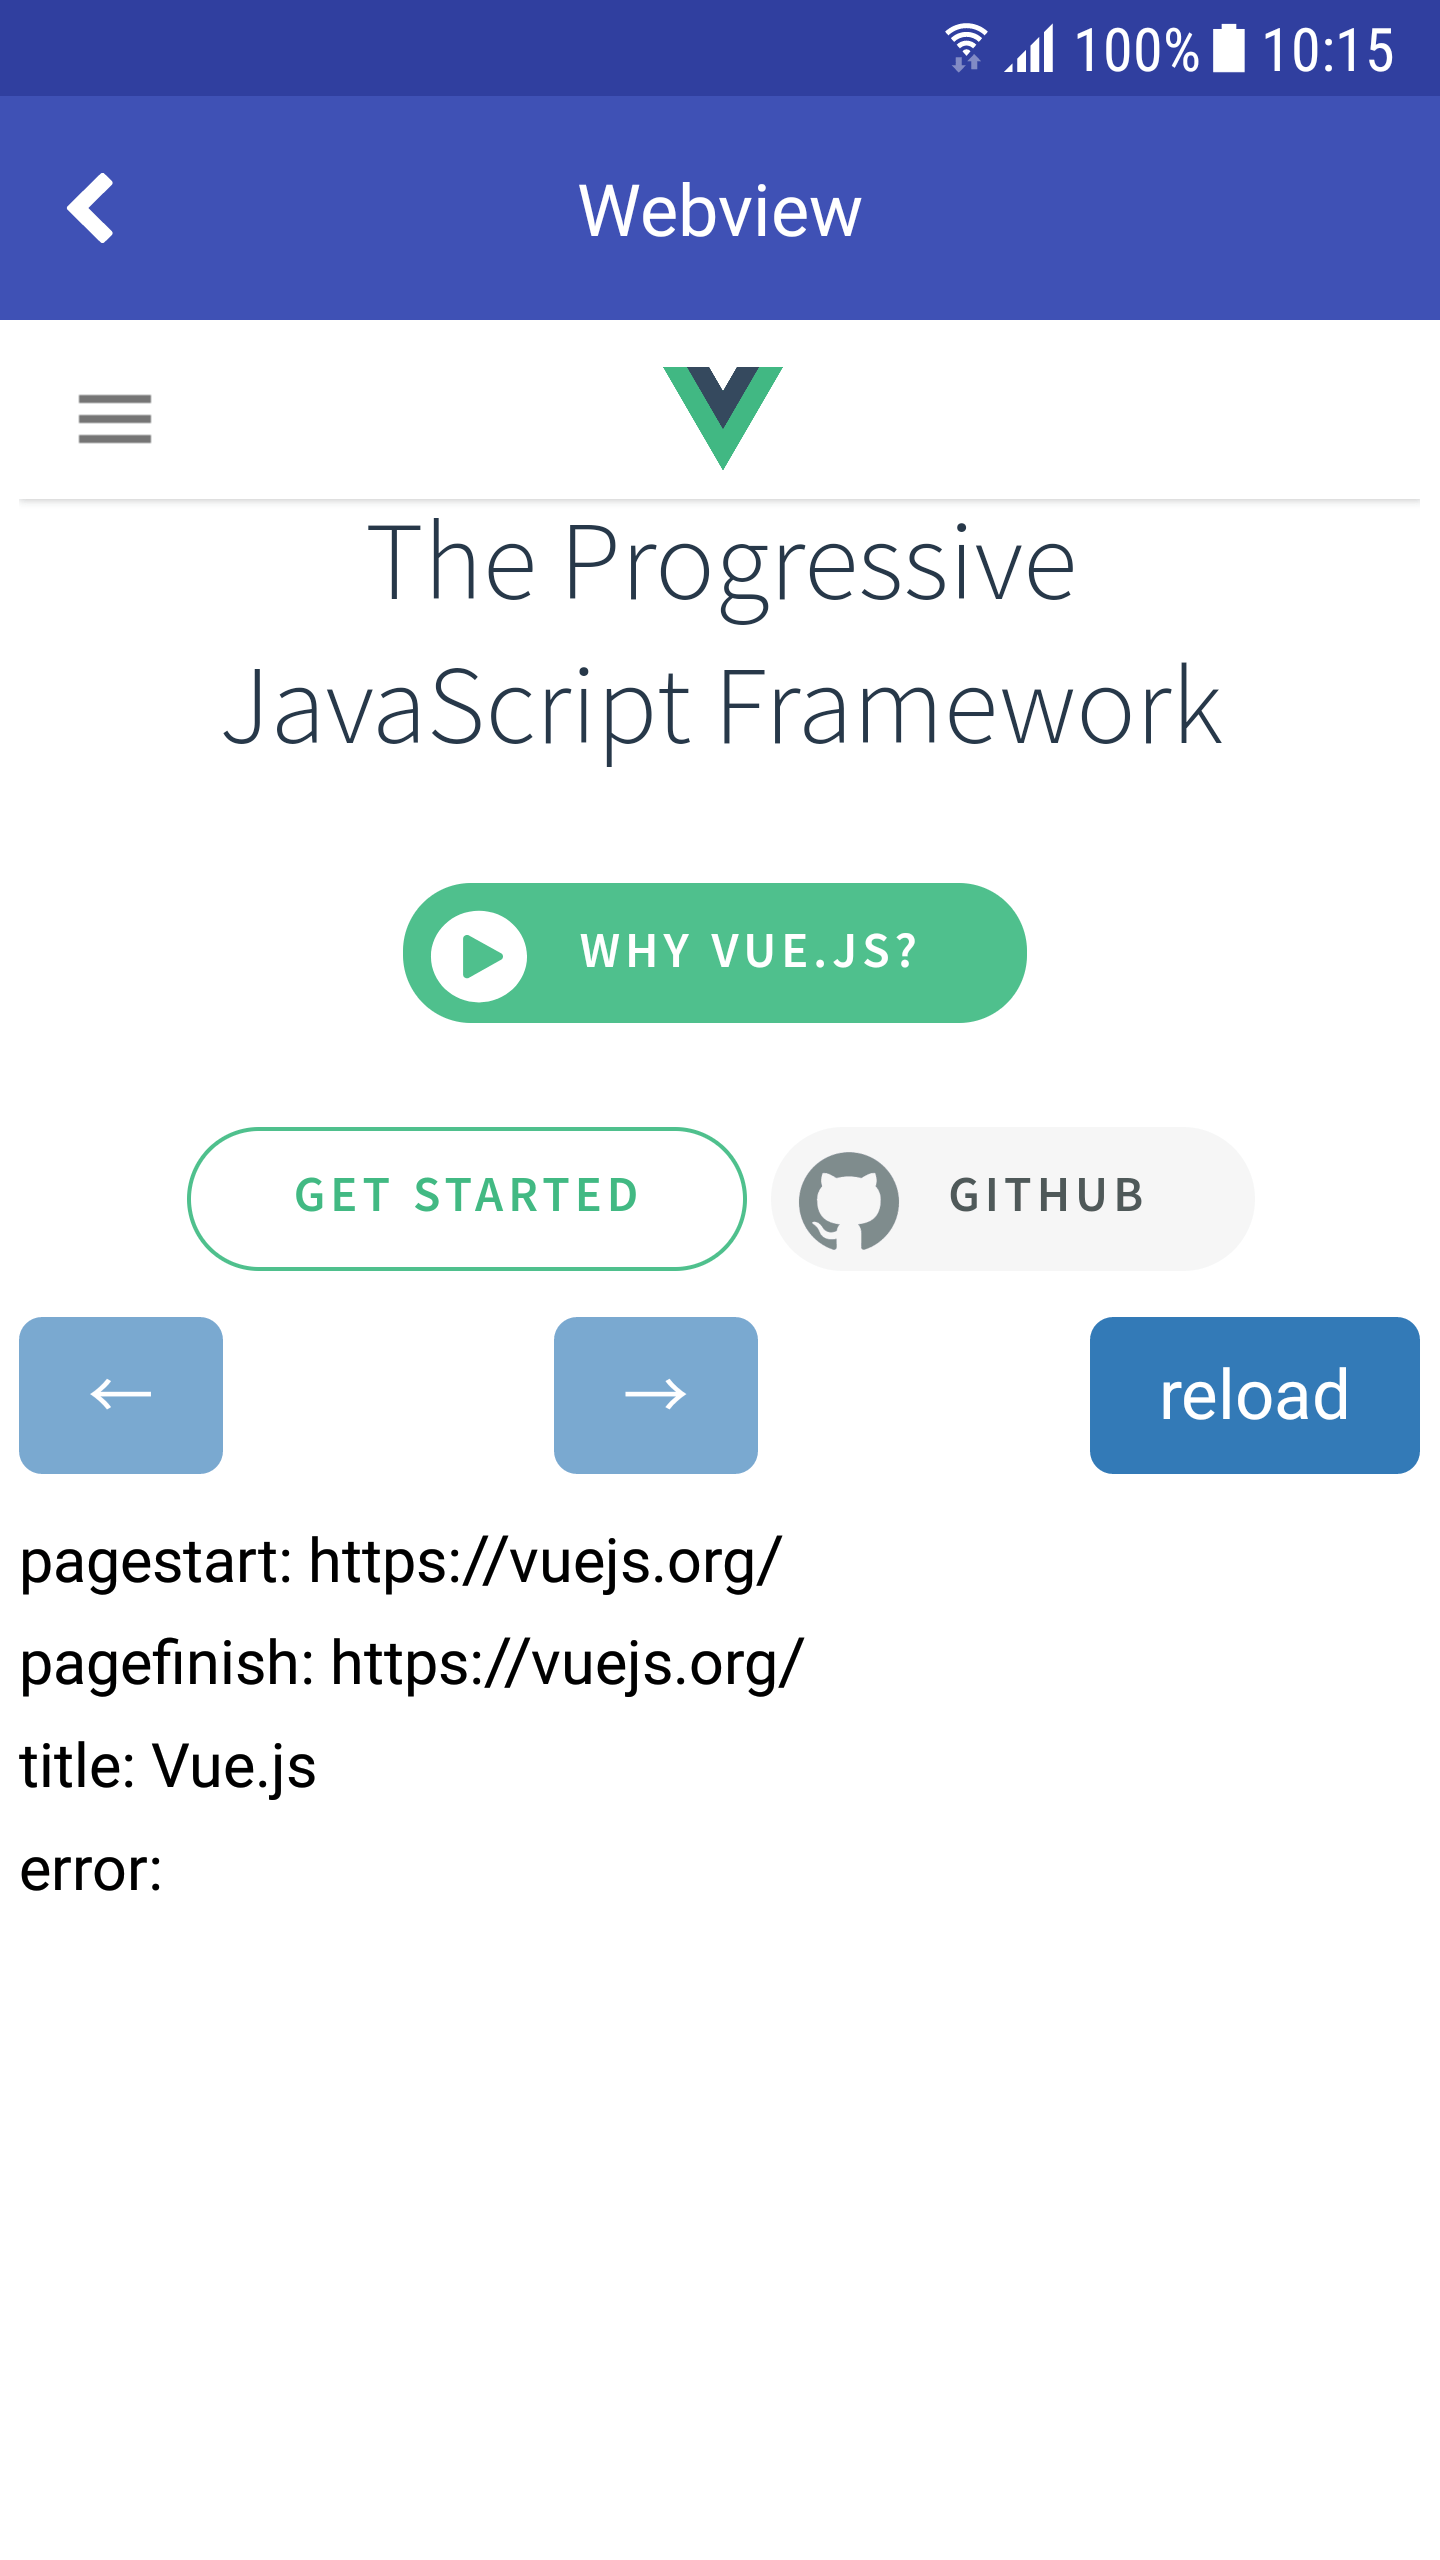 100% 10:15
Webview
The Progressive
JavaScript Framework
WHY VUE.JS?
GET STARTED GITHUB
← → reload
pagestart: https://vuejs.org/
pagefinish: https://vuejs.org/
title: Vue.js
error: